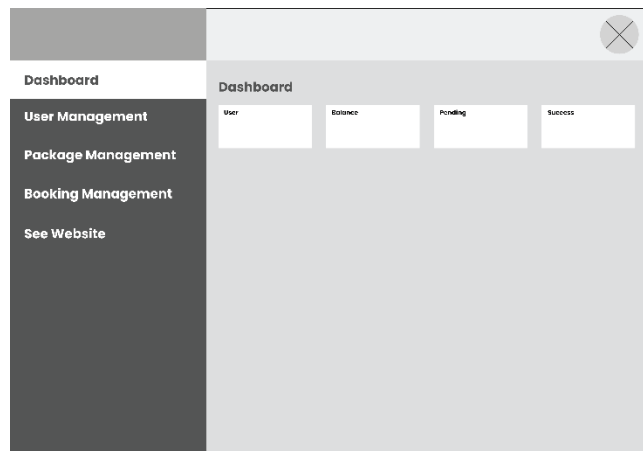 Dashboard
User Management
Package Management
Booking Management
See Website
Dashboard
User
Balance
Pending
Success